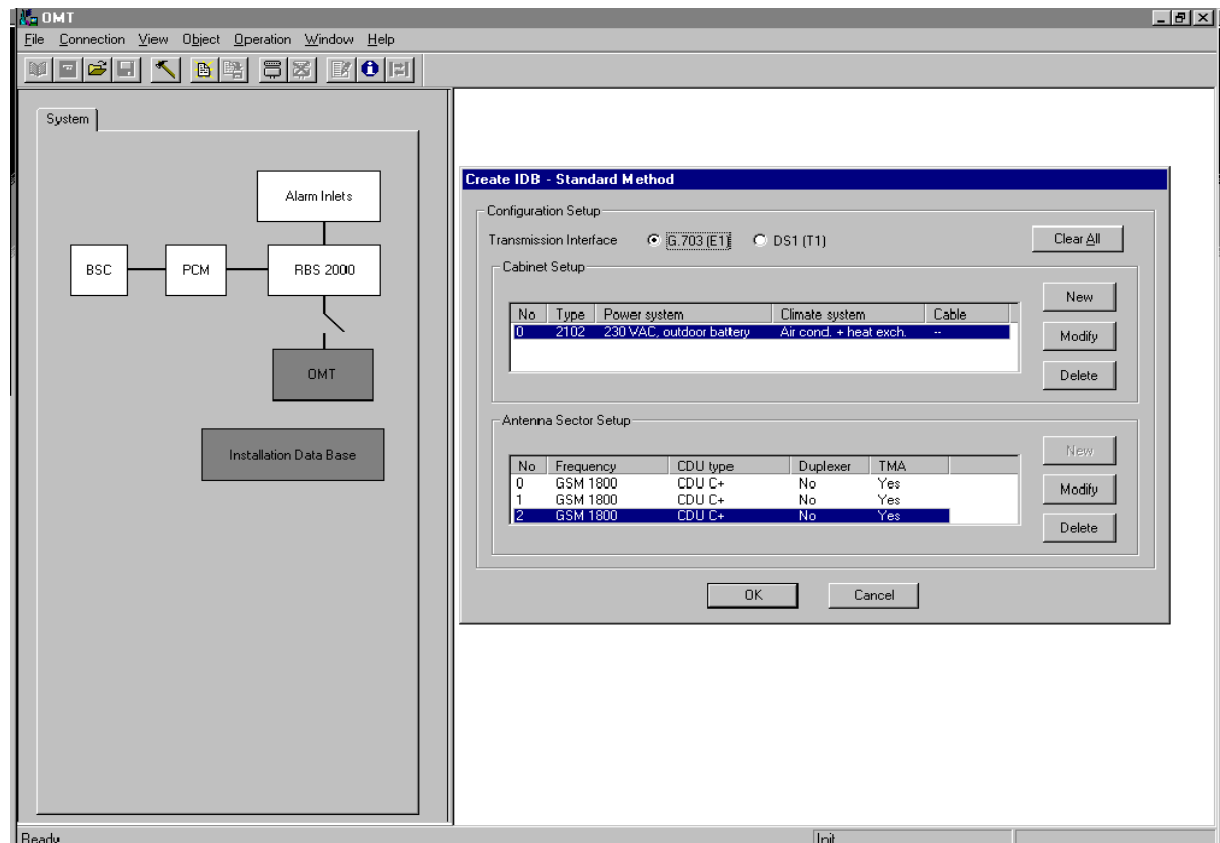 OMT
File Connection View Object Operation Window Help
System
Alarm Inlets
BSC
PCM
RBS 2000
OMT
Installation Data Base
Create IDB - Standard Method
Configuration Setup
Transmission Interface G.703 (E1) DS1 (T1) Clear All
Cabinet Setup
New
No Type Power system Climate system Cable
0 2102 230 VAC, outdoor battery Air cond. + heat exch. --
Modify
Delete
Antenna Sector Setup
New
No Frequency CDU type Duplexer TMA
0 GSM 1800 CDU C+ No Yes
1 GSM 1800 CDU C+ No Yes
2 GSM 1800 CDU C+ No Yes
Modify
Delete
OK Cancel
Ready Init